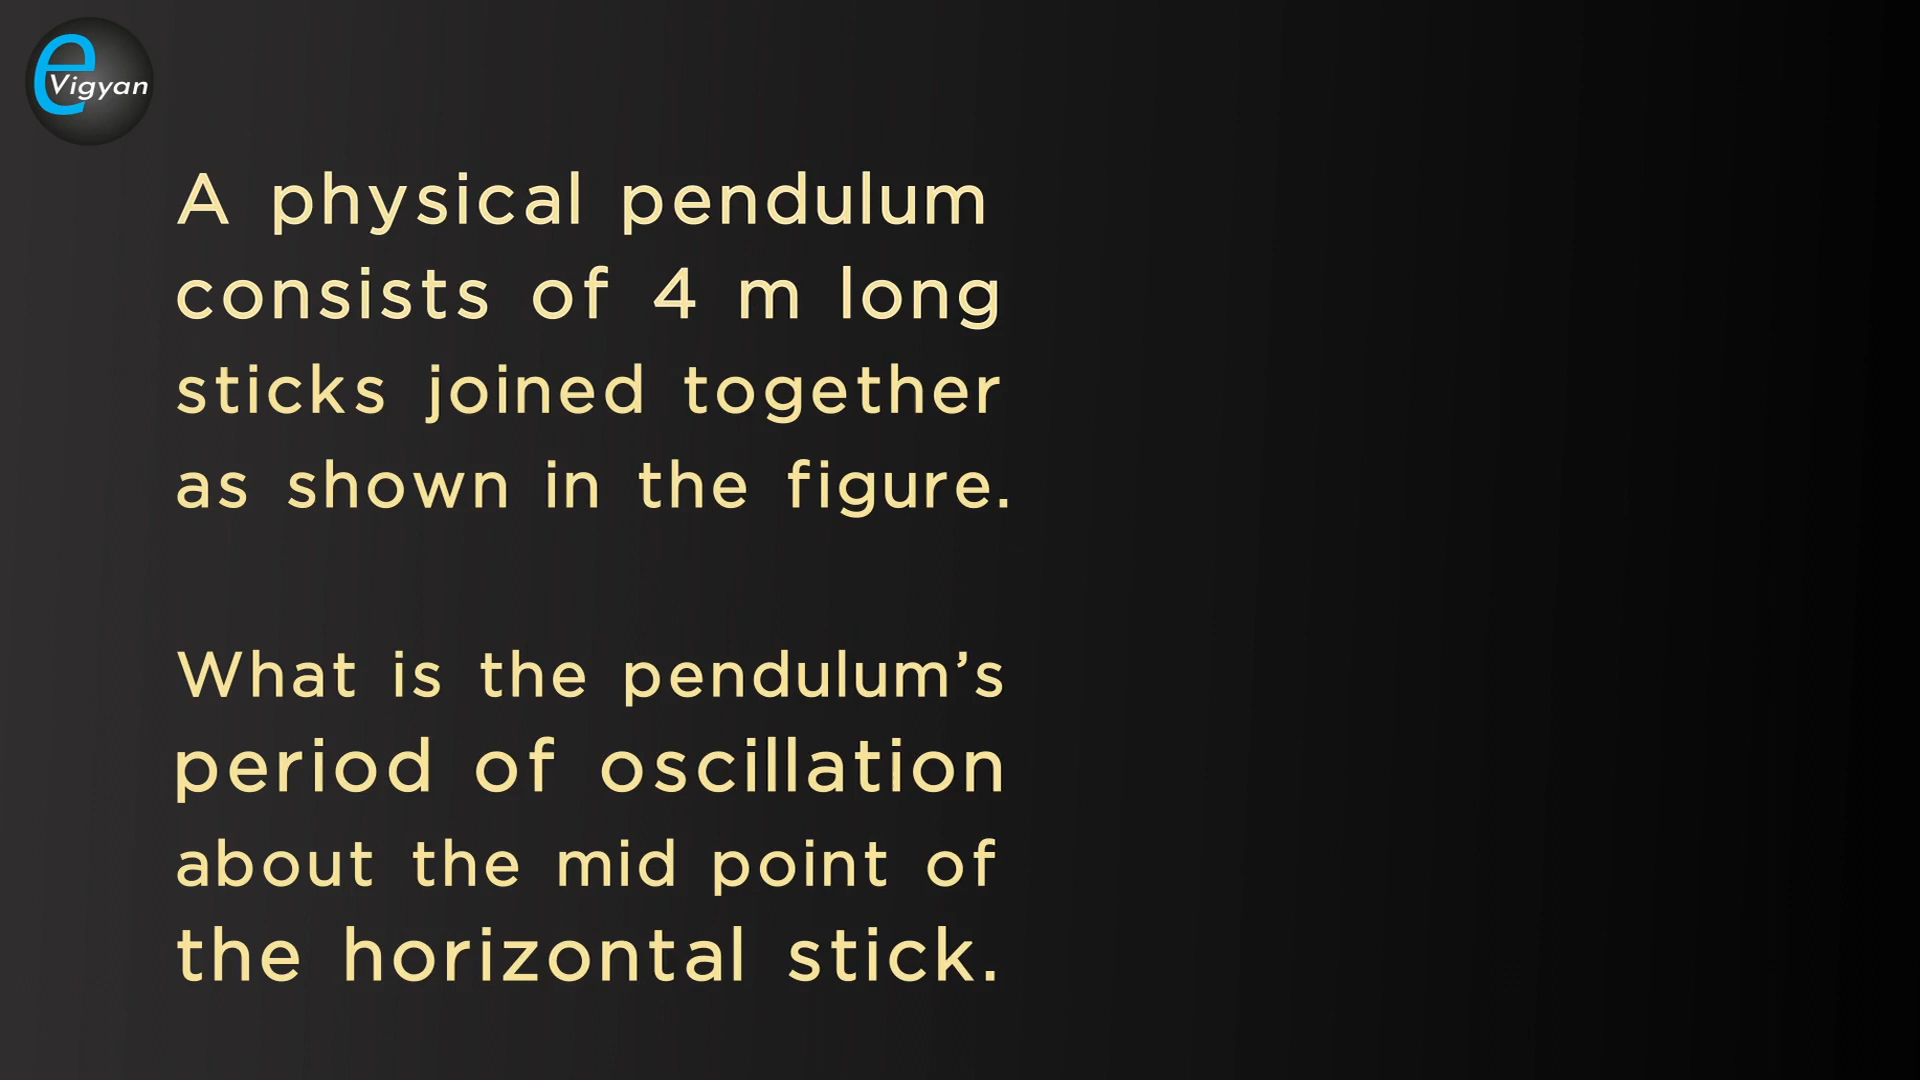 e
Vigyan
A physical pendulum
consists of 4 m long
sticks joined together
as shown in the figure.
What is the pendulum’s
period of oscillation
about the mid point of
the horizontal stick.